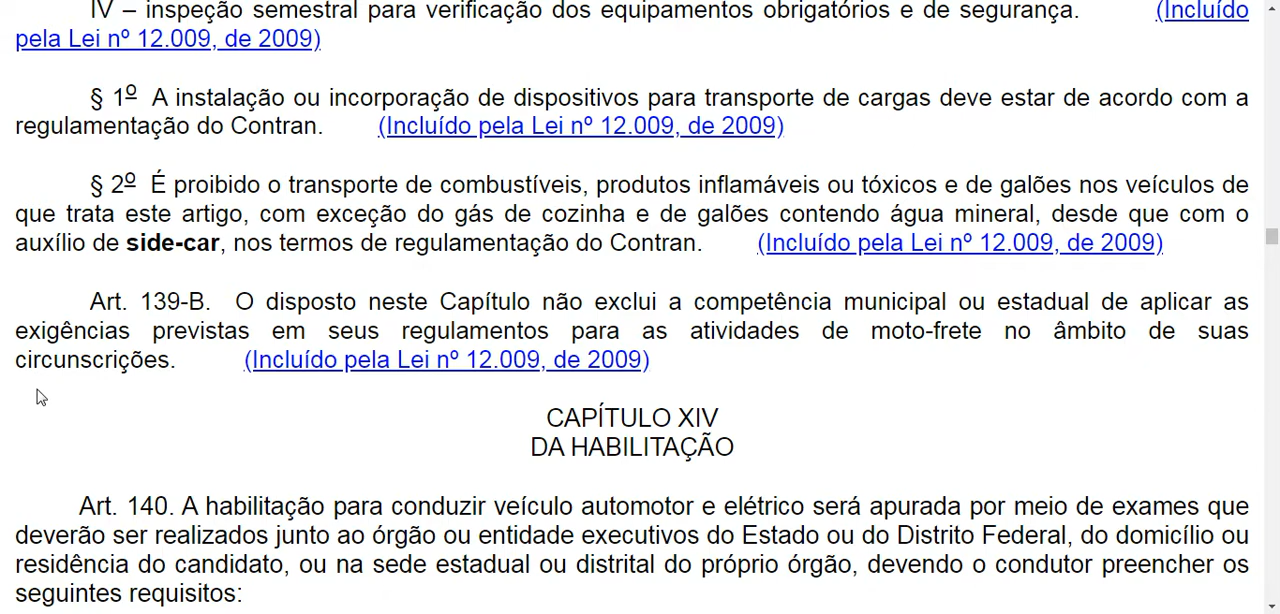 IV – inspeção semestral para verificação dos equipamentos obrigatórios e de segurança. (Incluído
pela Lei nº 12.009, de 2009)
§ 1º A instalação ou incorporação de dispositivos para transporte de cargas deve estar de acordo com a
regulamentação do Contran. (Incluído pela Lei nº 12.009, de 2009)
§ 2º É proibido o transporte de combustíveis, produtos inflamáveis ou tóxicos e de galões nos veículos de
que trata este artigo, com exceção do gás de cozinha e de galões contendo água mineral, desde que com o
auxílio de side-car, nos termos de regulamentação do Contran. (Incluído pela Lei nº 12.009, de 2009)
Art. 139-B. O disposto neste Capítulo não exclui a competência municipal ou estadual de aplicar as
exigências previstas em seus regulamentos para as atividades de moto-frete no âmbito de suas
circunscrições. (Incluído pela Lei nº 12.009, de 2009)
CAPÍTULO XIV
DA HABILITAÇÃO
Art. 140. A habilitação para conduzir veículo automotor e elétrico será apurada por meio de exames que
deverão ser realizados junto ao órgão ou entidade executivos do Estado ou do Distrito Federal, do domicílio ou
residência do candidato, ou na sede estadual ou distrital do próprio órgão, devendo o condutor preencher os
seguintes requisitos: